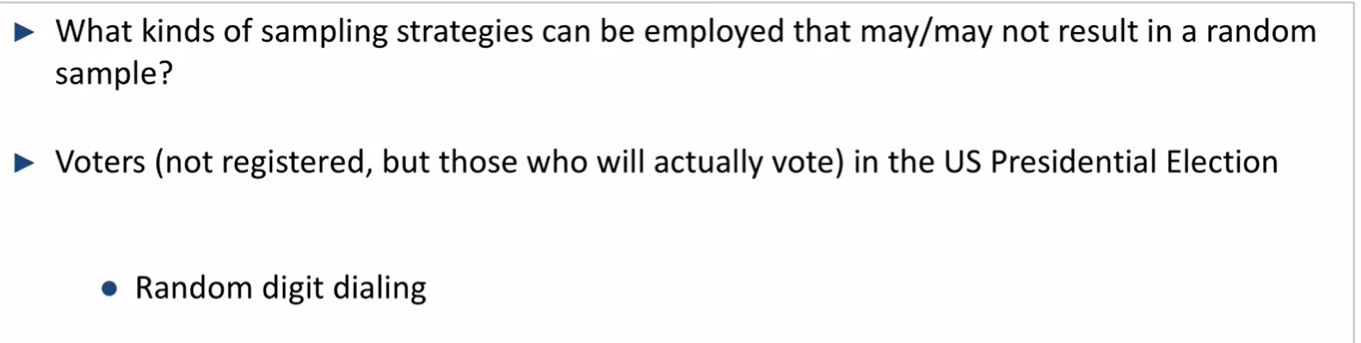 What kinds of sampling strategies can be employed that may/may not result in a random
sample?
Voters (not registered, but those who will actually vote) in the US Presidential Election
Random digit dialing